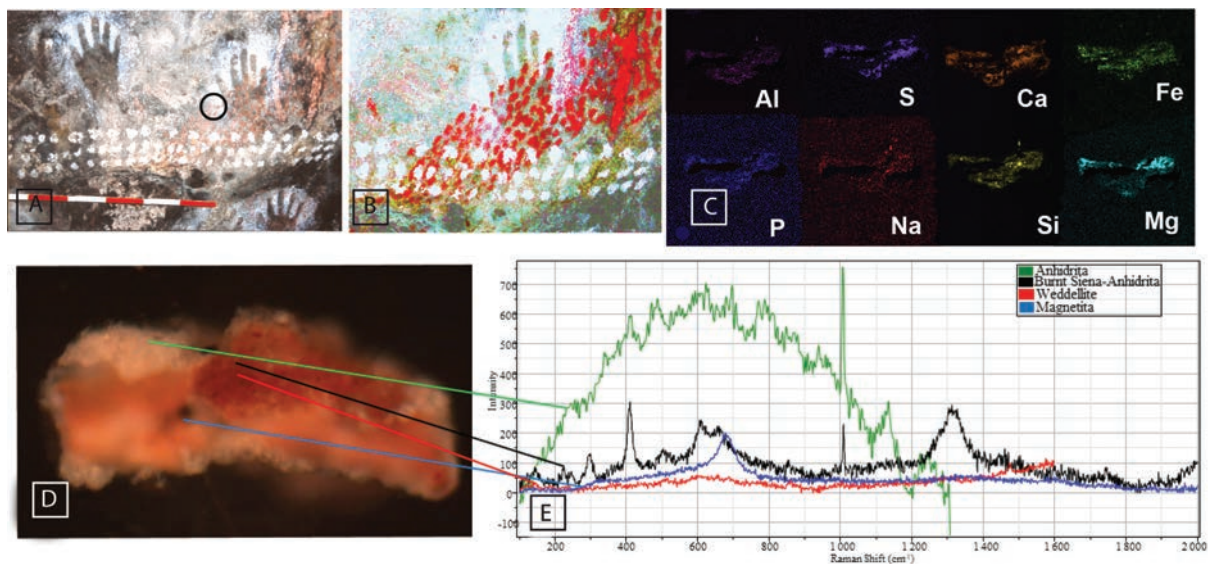 A
B
Al
S
Ca
Fe
P
Na
Si
Mg
C
D
Anhidrita
Burnt Siena-Anhidrita
Weddellite
Magnetita
700
600
500
400
300
200
100
0
-100
Intensity
200
400
600
800
1 000
1 200
1 400
1 600
1 800
2 000
Raman Shift (cm⁻¹)
E